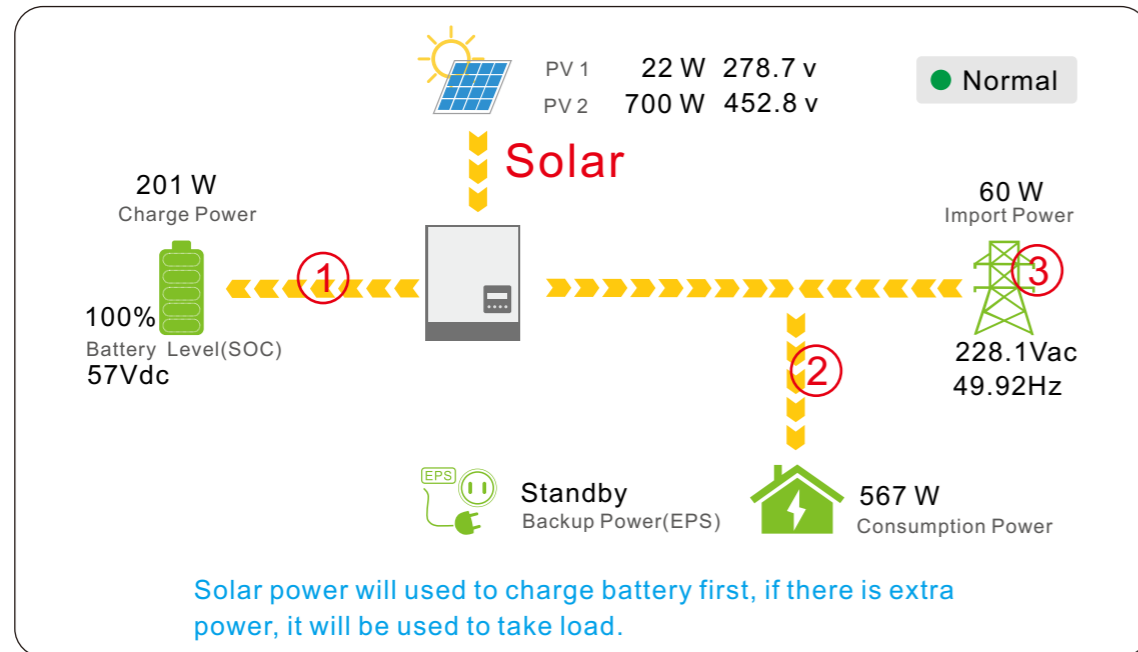 PV 1 22 W 278.7 v
PV 2 700 W 452.8 v
Normal
Solar
201 W
Charge Power
60 W
Import Power
1
3
100%
Battery Level(SOC)
57Vdc
228.1Vac
49.92Hz
2
EPS
Standby
Backup Power(EPS)
567 W
Consumption Power
Solar power will used to charge battery first, if there is extra
power, it will be used to take load.